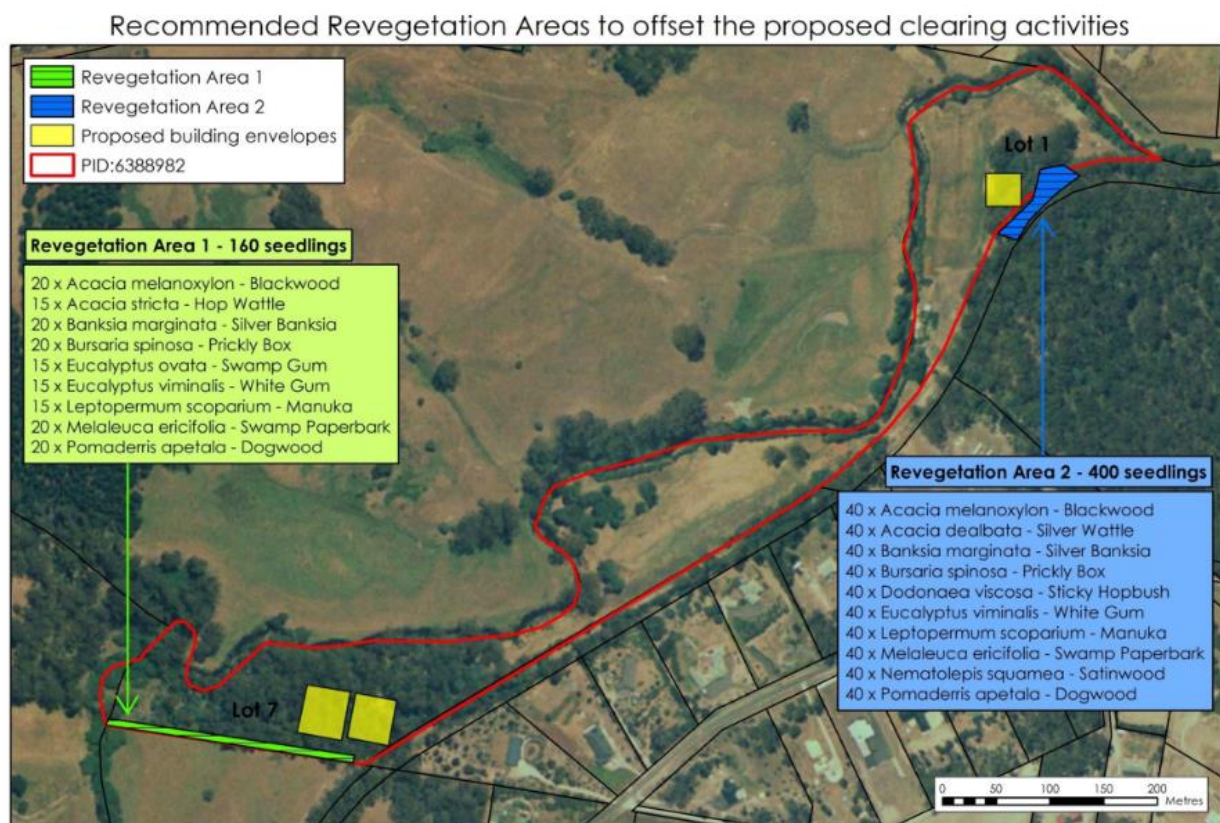 Recommended Revegetation Areas to offset the proposed clearing activities
Revegetation Area 1
Revegetation Area 2
Proposed building envelopes
PID:6388982
Lot 1
Revegetation Area 1 - 160 seedlings
20 x Acacia melanoxylon - Blackwood
15 x Acacia stricta - Hop Wattle
20 x Banksia marginata - Silver Banksia
20 x Bursaria spinosa - Prickly Box
15 x Eucalyptus ovata - Swamp Gum
15 x Eucalyptus viminalis - White Gum
15 x Leptopermum scoparium - Manuka
20 x Melaleuca ericifolia - Swamp Paperbark
20 x Pomaderris apetala - Dogwood
Revegetation Area 2 - 400 seedlings
40 x Acacia melanoxylon - Blackwood
40 x Acacia dealbata - Silver Wattle
40 x Banksia marginata - Silver Banksia
40 x Bursaria spinosa - Prickly Box
40 x Dodonaea viscosa - Sticky Hopbush
40 x Eucalyptus viminalis - White Gum
40 x Leptopermum scoparium - Manuka
40 x Melaleuca ericifolia - Swamp Paperbark
40 x Nematolepis squamea - Satinwood
40 x Pomaderris apetala - Dogwood
Lot 7
0 50 100 150 200
Metres